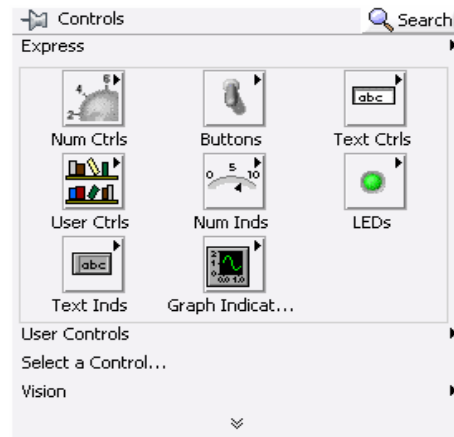 Controls
Search
Express
Num Ctrls
Buttons
Text Ctrls
User Ctrls
Num Inds
LEDs
Text Inds
Graph Indicat...
User Controls
Select a Control...
Vision